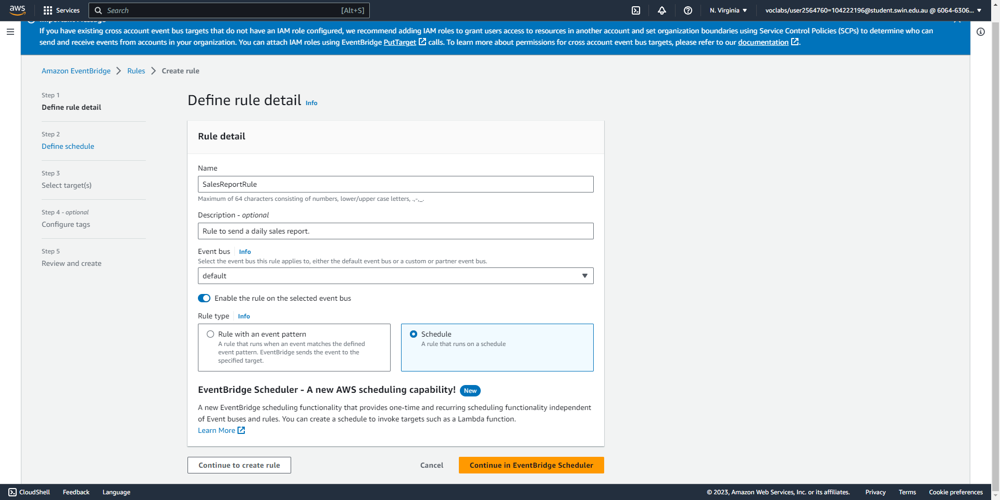 aws
Services
Search
[Alt+S]
N. Virginia
voclabs/user2564760=104222196@student.swin.edu.au @ 6064-6306...
Important message
If you have existing cross account event bus targets that do not have an IAM role configured, we recommend adding IAM roles to grant users access to resources in another account and set organization boundaries using Service Control Policies (SCPs) to determine who can
send and receive events from accounts in your organization. You can attach IAM roles using EventBridge PutTarget calls. To learn more about permissions for cross account event bus targets, please refer to our documentation .
Amazon EventBridge
Rules
Create rule
Step 1
Define rule detail
Step 2
Define schedule
Step 3
Select target(s)
Step 4 - optional
Configure tags
Step 5
Review and create
Define rule detail Info
Rule detail
Name
SalesReportRule
Maximum of 64 characters consisting of numbers, lower/upper case letters, .,-,_.
Description - optional
Rule to send a daily sales report.
Event bus Info
Select the event bus this rule applies to, either the default event bus or a custom or partner event bus.
default
Enable the rule on the selected event bus
Rule type Info
Rule with an event pattern
A rule that runs when an event matches the defined
event pattern. EventBridge sends the event to the
specified target.
Schedule
A rule that runs on a schedule
EventBridge Scheduler - A new AWS scheduling capability! New
A new EventBridge scheduling functionality that provides one-time and recurring scheduling functionality independent
of Event buses and rules. You can create a schedule to invoke targets such as a Lambda function.
Learn More
Continue to create rule
Cancel
Continue in EventBridge Scheduler
CloudShell
Feedback
Language
© 2023, Amazon Web Services, Inc. or its affiliates.
Privacy
Terms
Cookie preferences